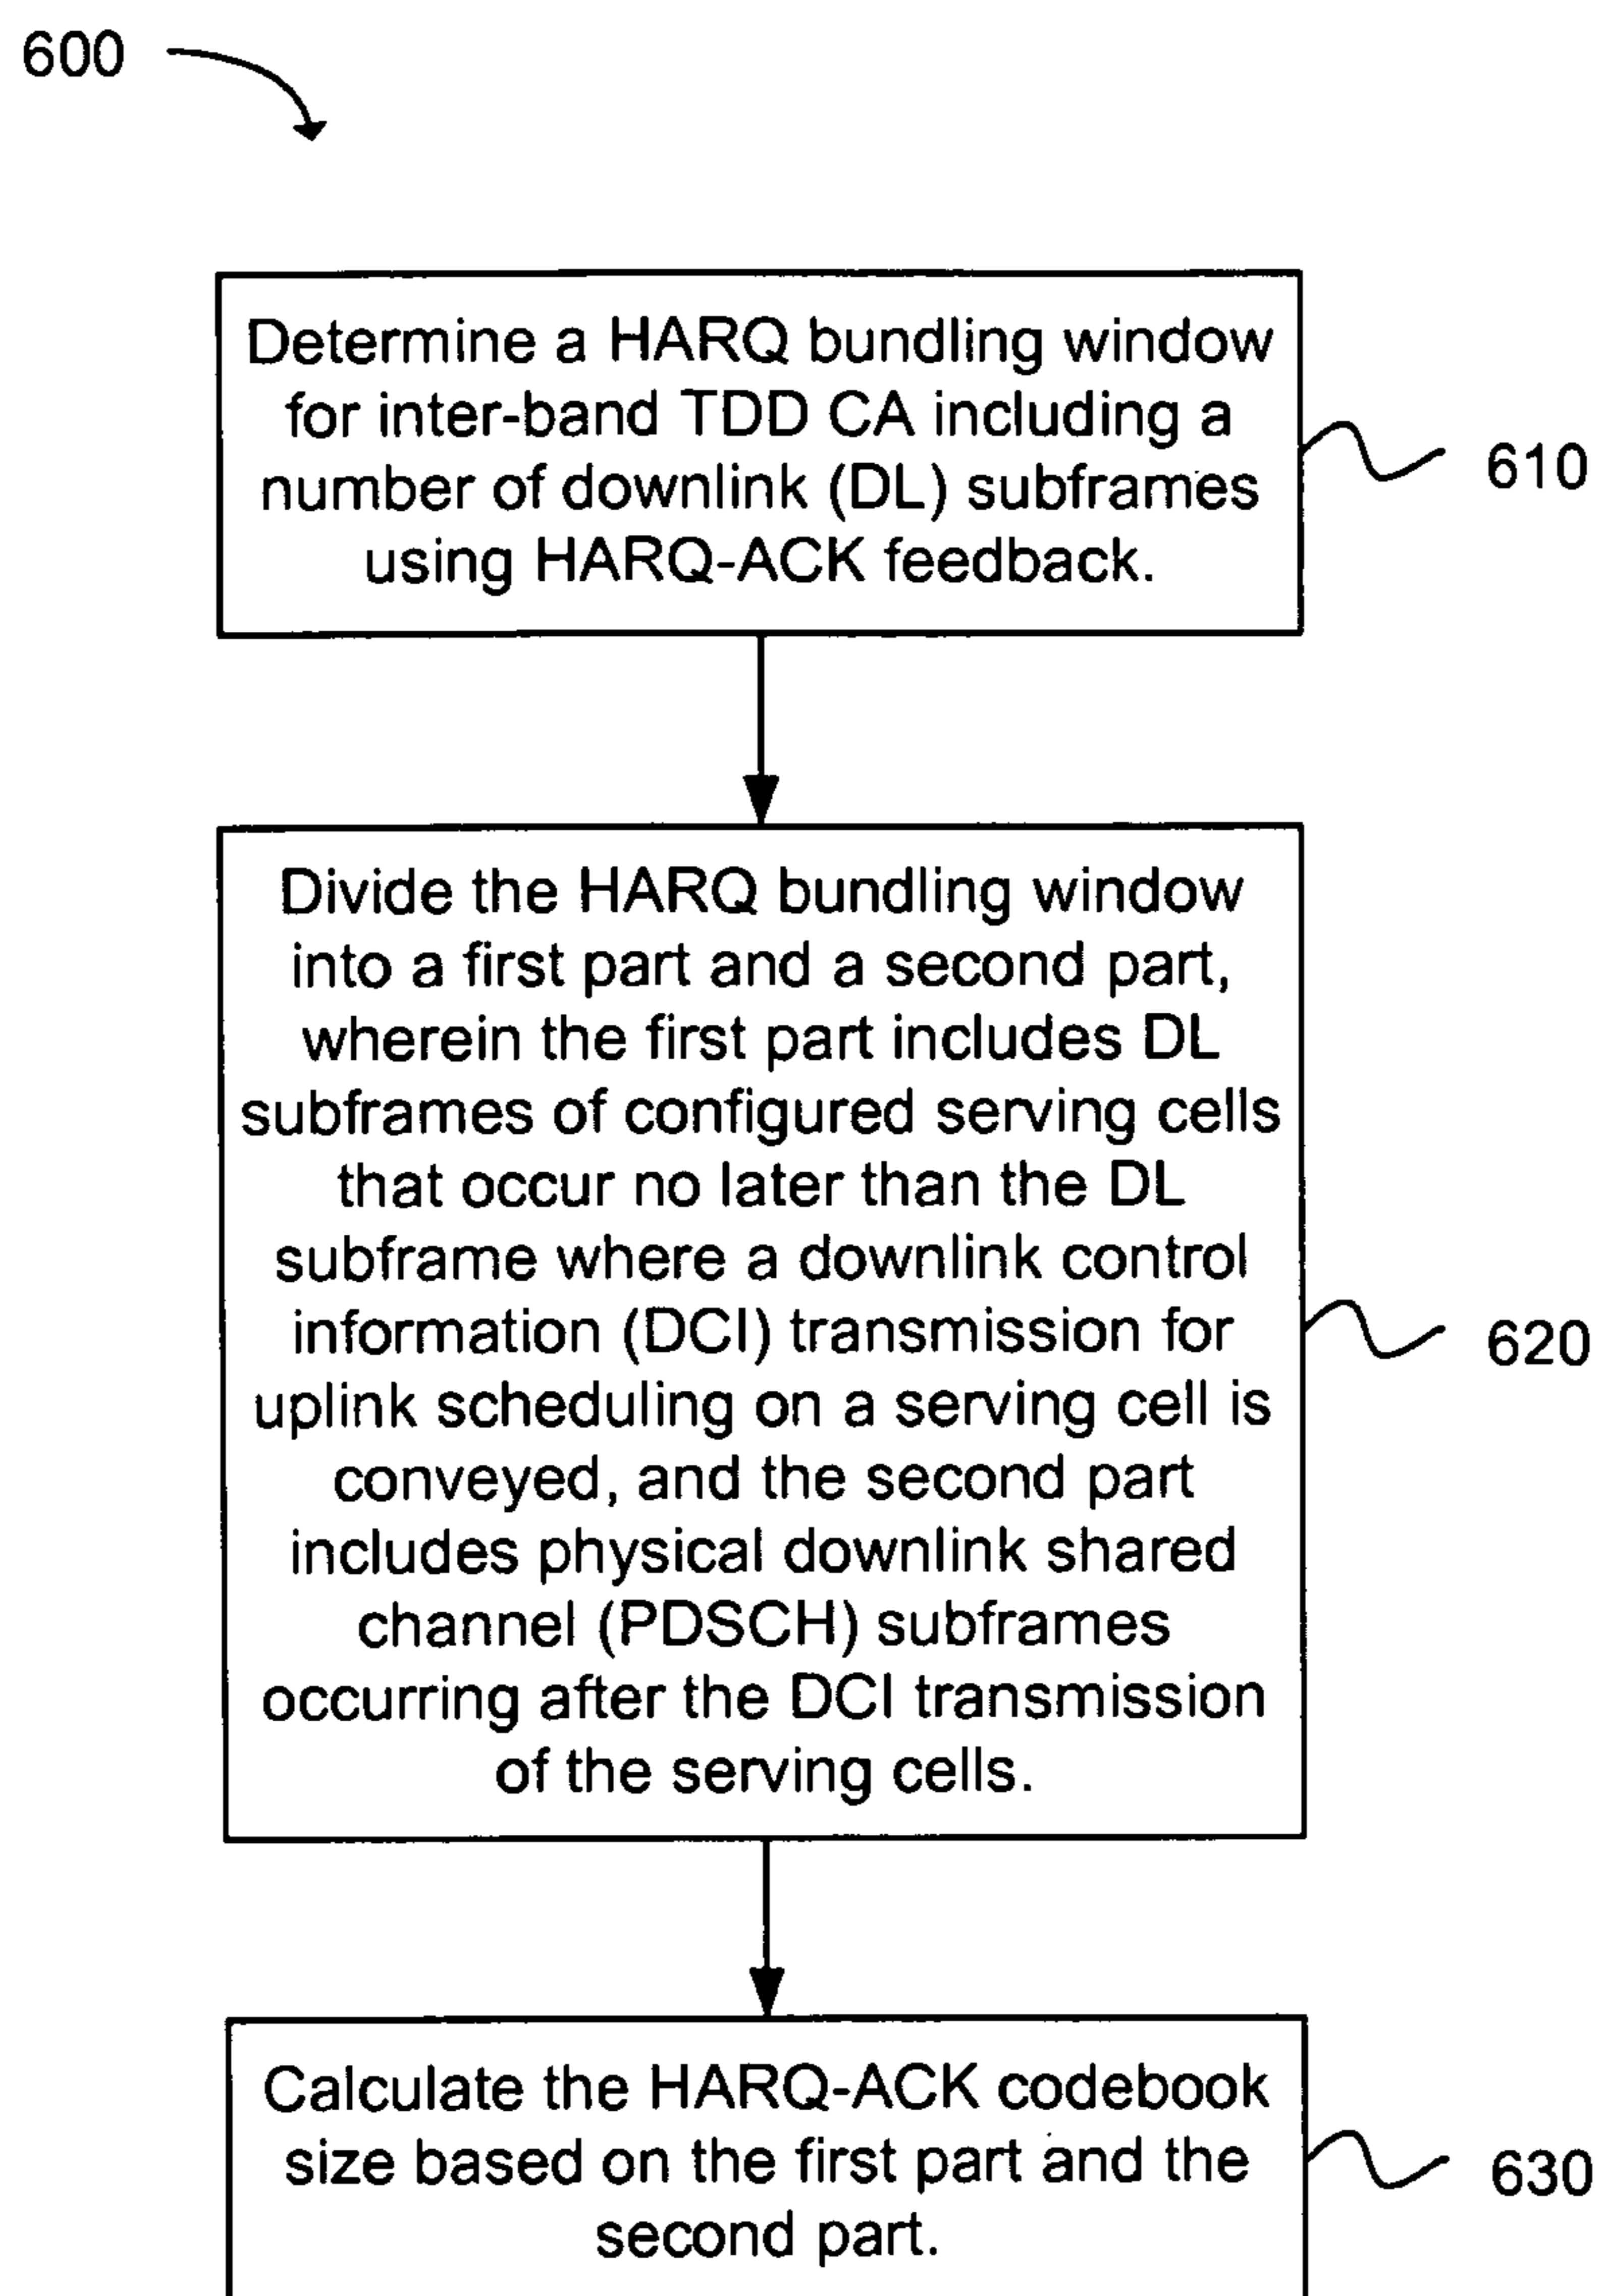 600
Determine a HARQ bundling window
for inter-band TDD CA including a
number of downlink (DL) subframes
using HARQ-ACK feedback.
610
Divide the HARQ bundling window
into a first part and a second part,
wherein the first part includes DL
subframes of configured serving cells
that occur no later than the DL
subframe where a downlink control
information (DCI) transmission for
uplink scheduling on a serving cell is
conveyed, and the second part
includes physical downlink shared
channel (PDSCH) subframes
occurring after the DCI transmission
of the serving cells.
620
Calculate the HARQ-ACK codebook
size based on the first part and the
second part.
630